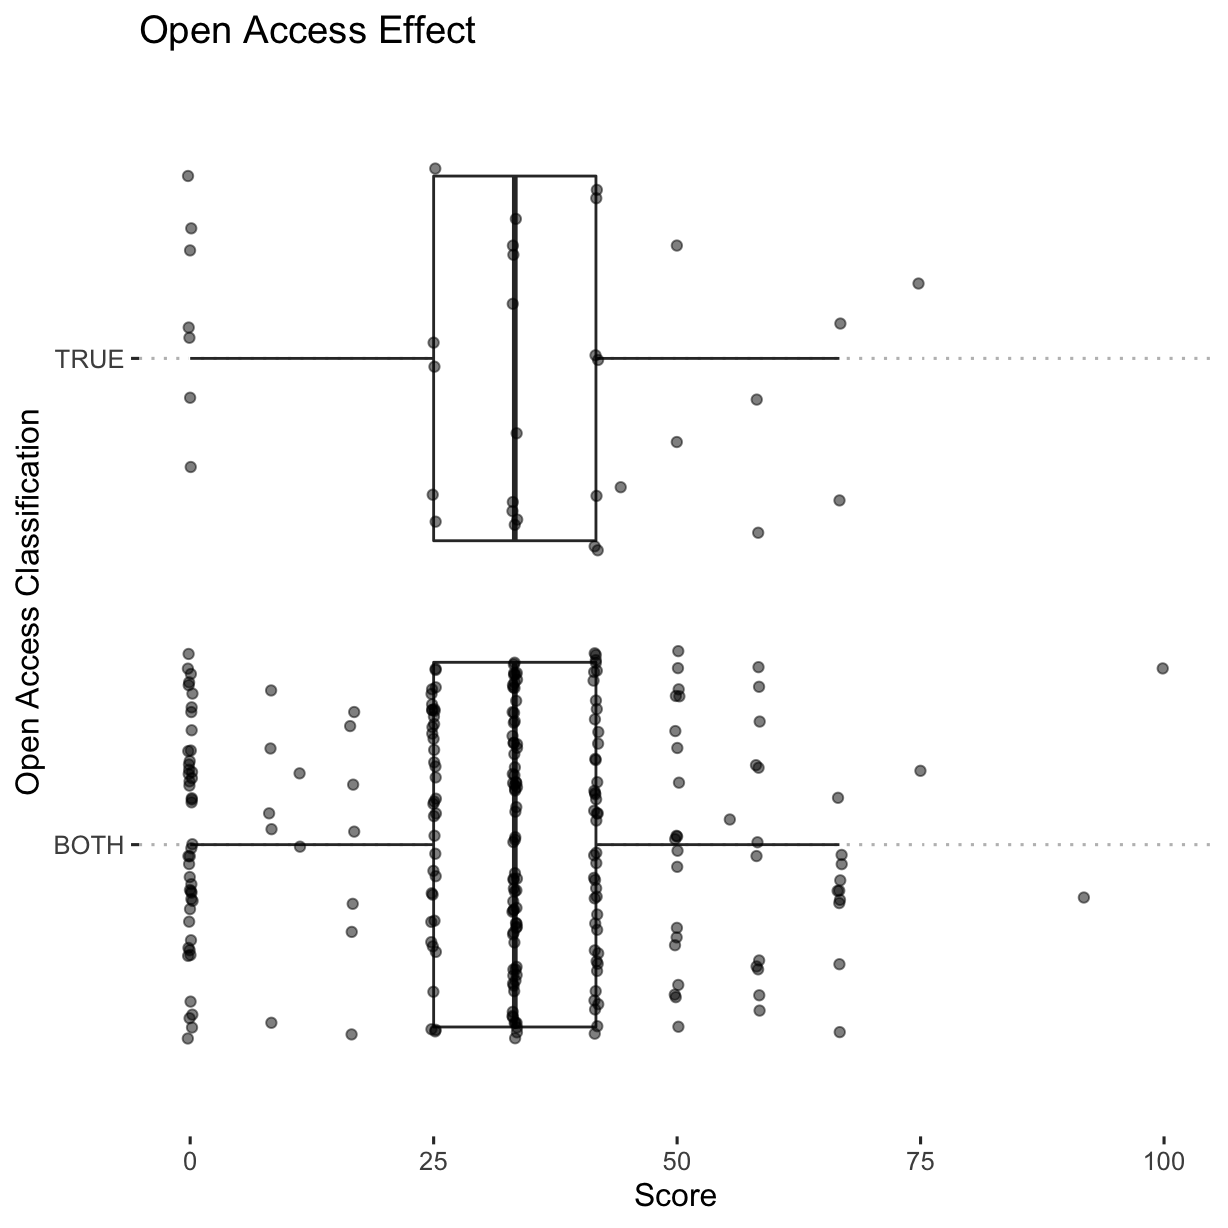 Open Access Effect
Open Access Classification
TRUE
BOTH
0 25 50 75 100
Score